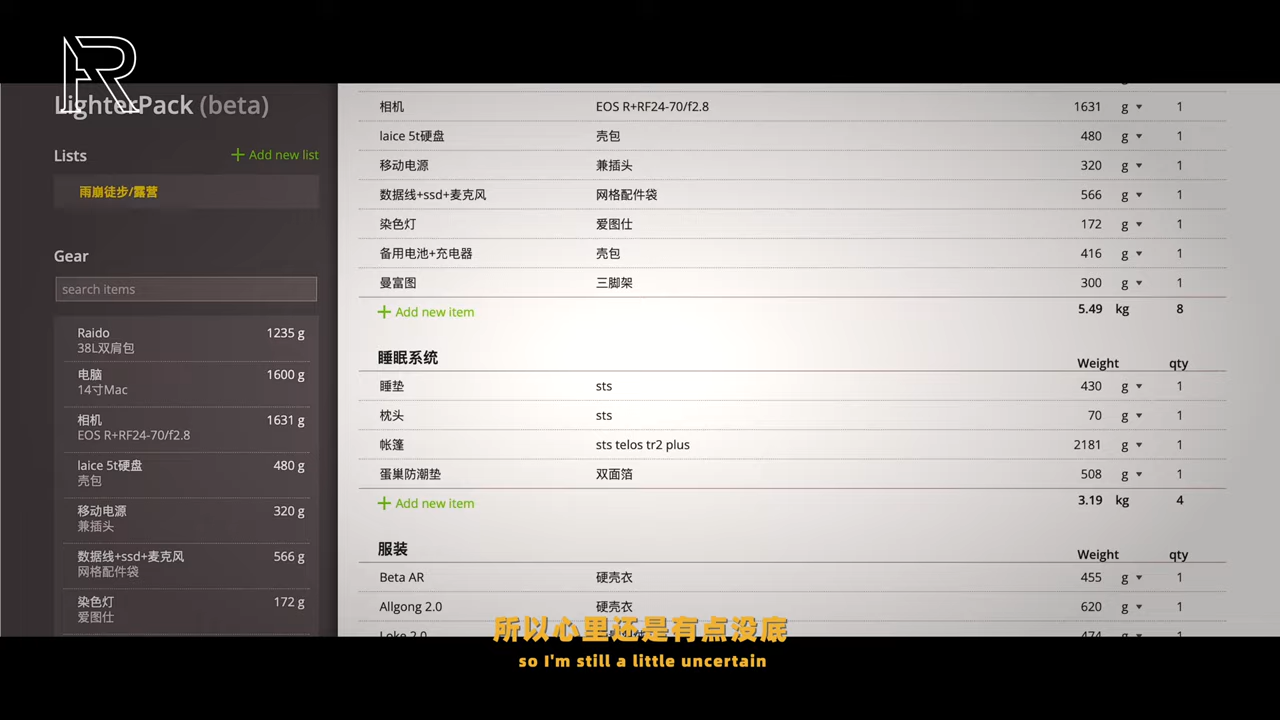 LighterPack (beta)
Lists
Add new list
雨崩徒步/露营
Gear
search items
Raido 1235 g
38L双肩包
电脑 1600 g
14寸Mac
相机 1631 g
EOS R+RF24-70/f2.8
laice 5t硬盘 480 g
壳包
移动电源 320 g
兼插头
数据线+ssd+麦克风 566 g
网格配件袋
染色灯 172 g
爱图仕
相机 EOS R+RF24-70/f2.8 1631 g 1
laice 5t硬盘 壳包 480 g 1
移动电源 兼插头 320 g 1
数据线+ssd+麦克风 网格配件袋 566 g 1
染色灯 爱图仕 172 g 1
备用电池+充电器 壳包 416 g 1
曼富图 三脚架 300 g 1
Add new item 5.49 kg 8
睡眠系统 Weight qty
睡垫 sts 430 g 1
枕头 sts 70 g 1
帐篷 sts telos tr2 plus 2181 g 1
蛋巢防潮垫 双面箔 508 g 1
Add new item 3.19 kg 4
服装 Weight qty
Beta AR 硬壳衣 455 g 1
Allgong 2.0 硬壳衣 620 g 1
Loke 2.0 474 g 1
所以心里还是有点没底
so I'm still a little uncertain